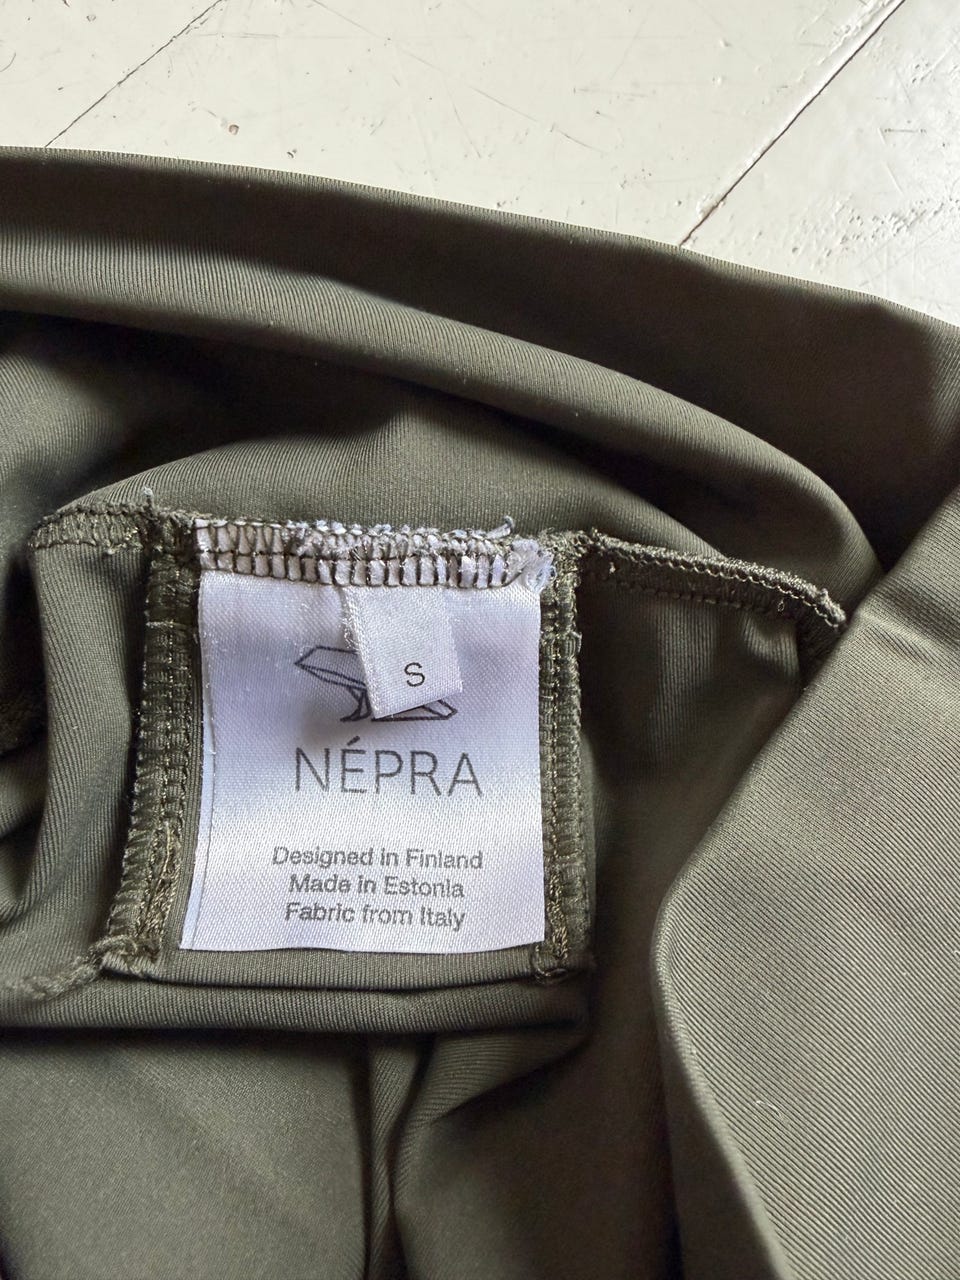 S
NÉPRA
Designed in Finland
Made in Estonia
Fabric from Italy